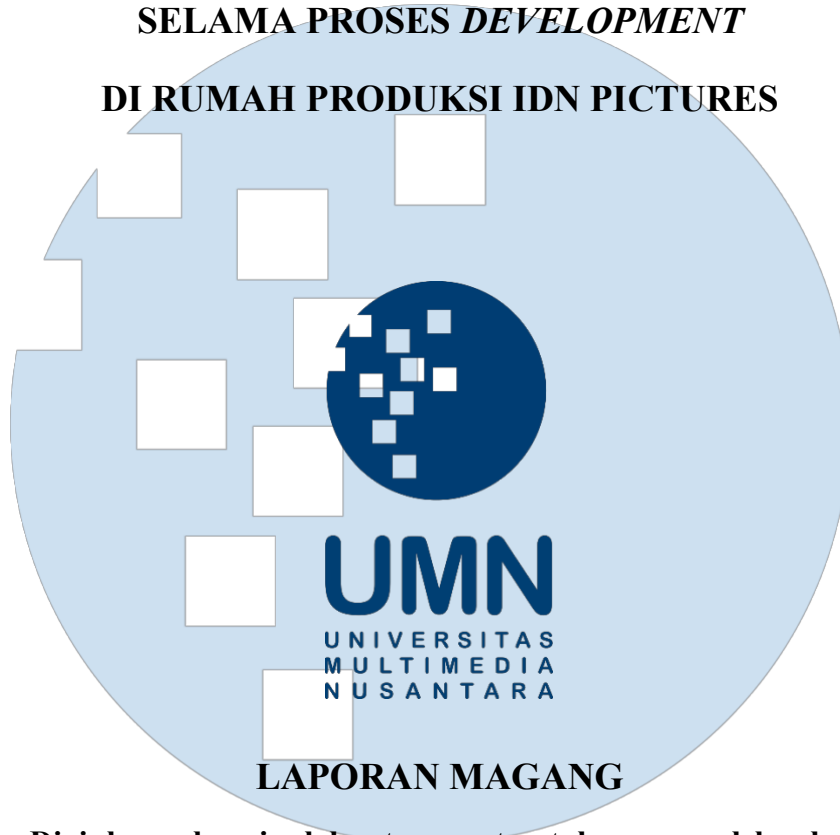 SELAMA PROSES DEVELOPMENT
DI RUMAH PRODUKSI IDN PICTURES
UMN
UNIVERSITAS
MULTIMEDIA
NUSANTARA
LAPORAN MAGANG